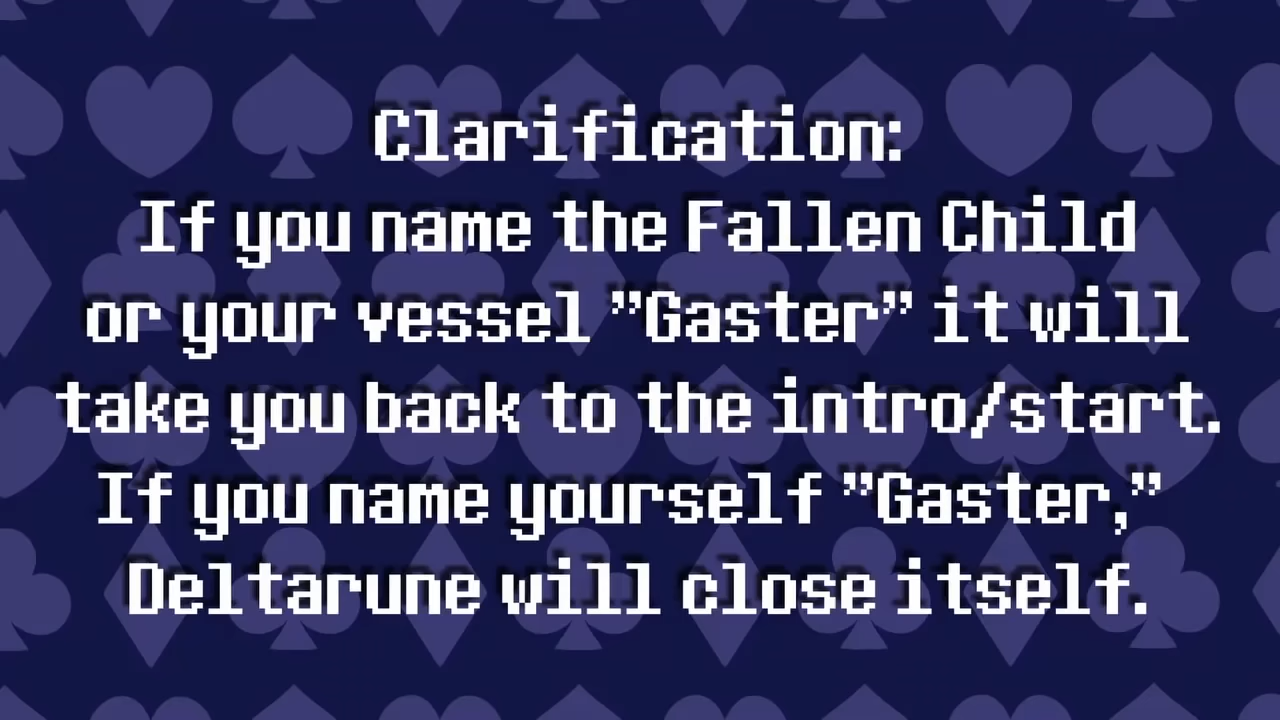 Clarification:
If you name the Fallen Child
or your vessel "Gaster" it will
take you back to the intro/start.
If you name yourself "Gaster,"
Deltarune will close itself.